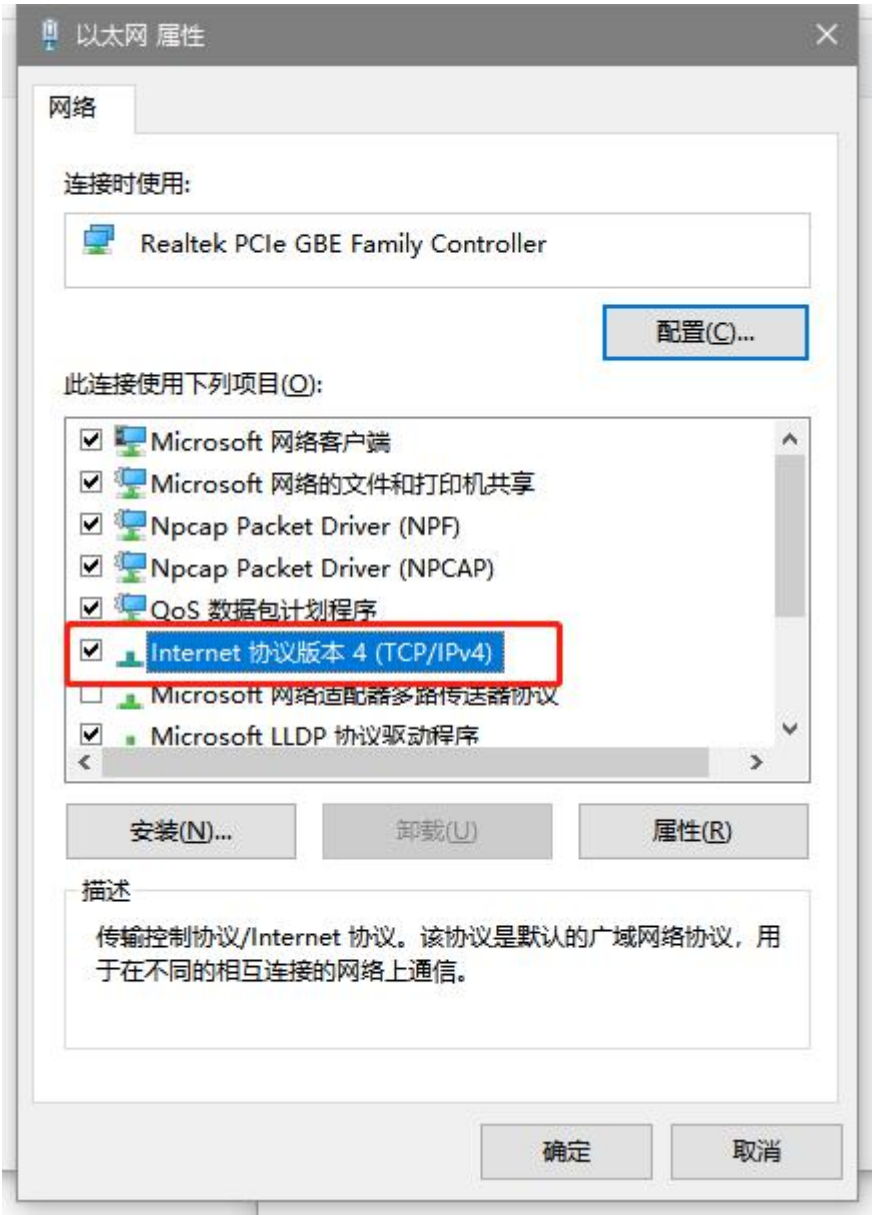 以太网 属性
网络
连接时使用:
Realtek PCIe GBE Family Controller
配置(C)...
此连接使用下列项目(O):
Microsoft 网络客户端
Microsoft 网络的文件和打印机共享
Npcap Packet Driver (NPF)
Npcap Packet Driver (NPCAP)
QoS 数据包计划程序
Internet 协议版本 4 (TCP/IPv4)
Microsoft 网络适配器多路传送器协议
Microsoft LLDP 协议驱动程序
安装(N)... 卸载(U) 属性(R)
描述
传输控制协议/Internet 协议。该协议是默认的广域网络协议，用
于在不同的相互连接的网络上通信。
确定 取消